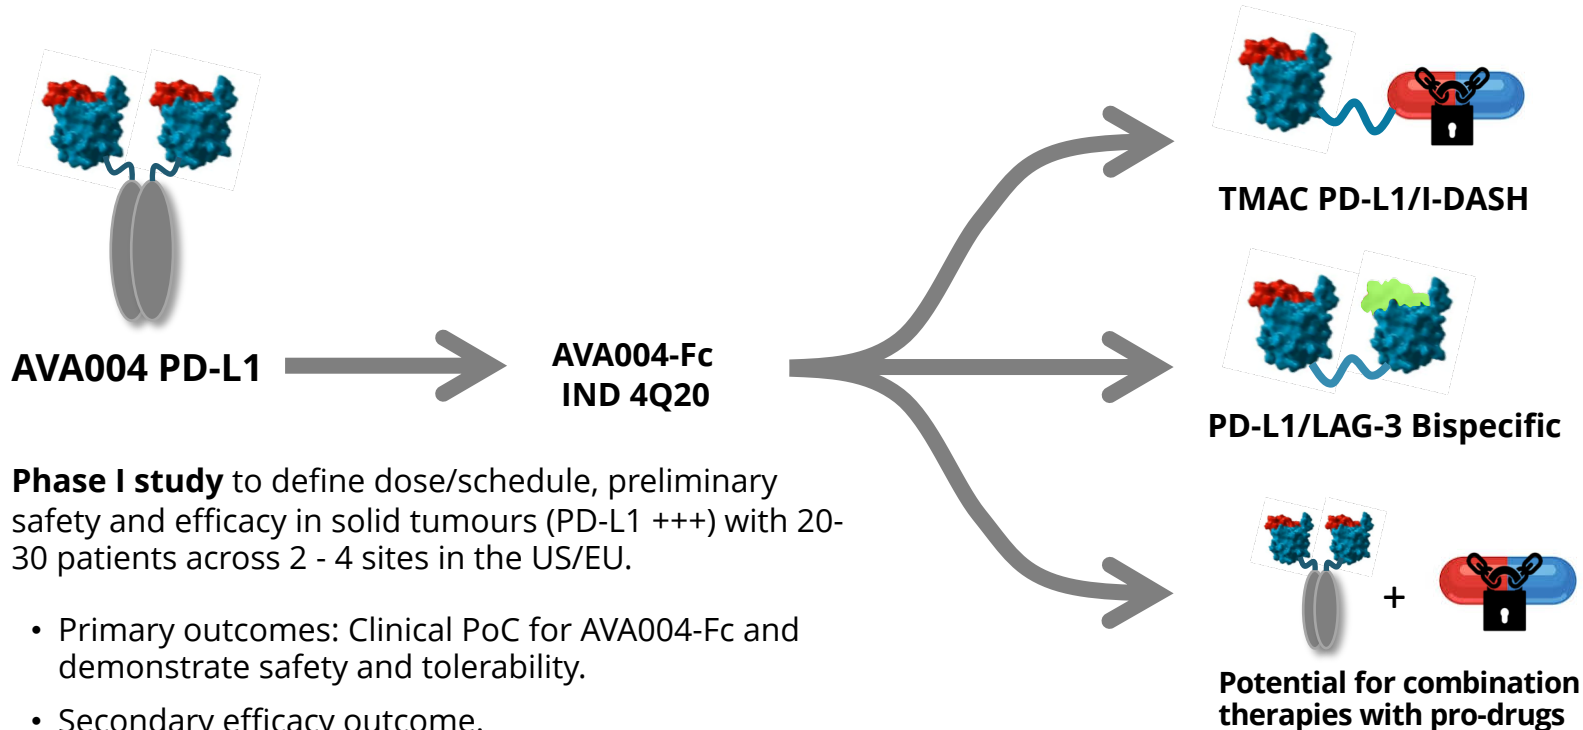 AVA004 PD-L1
AVA004-Fc
IND 4Q20
TMAC PD-L1/I-DASH
PD-L1/LAG-3 Bispecific
+
Potential for combination
therapies with pro-drugs
Phase I study to define dose/schedule, preliminary
safety and efficacy in solid tumours (PD-L1 +++) with 20-
30 patients across 2 - 4 sites in the US/EU.
• Primary outcomes: Clinical PoC for AVA004-Fc and
demonstrate safety and tolerability.
• Secondary efficacy outcome.